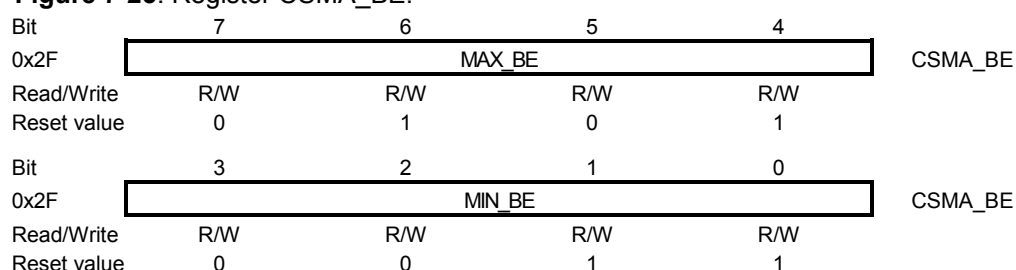 Figure 7-23. Register CSMA_BE.
Bit 7 6 5 4
0x2F MAX_BE CSMA_BE
Read/Write R/W R/W R/W R/W
Reset value 0 1 0 1
Bit 3 2 1 0
0x2F MIN_BE CSMA_BE
Read/Write R/W R/W R/W R/W
Reset value 0 0 1 1